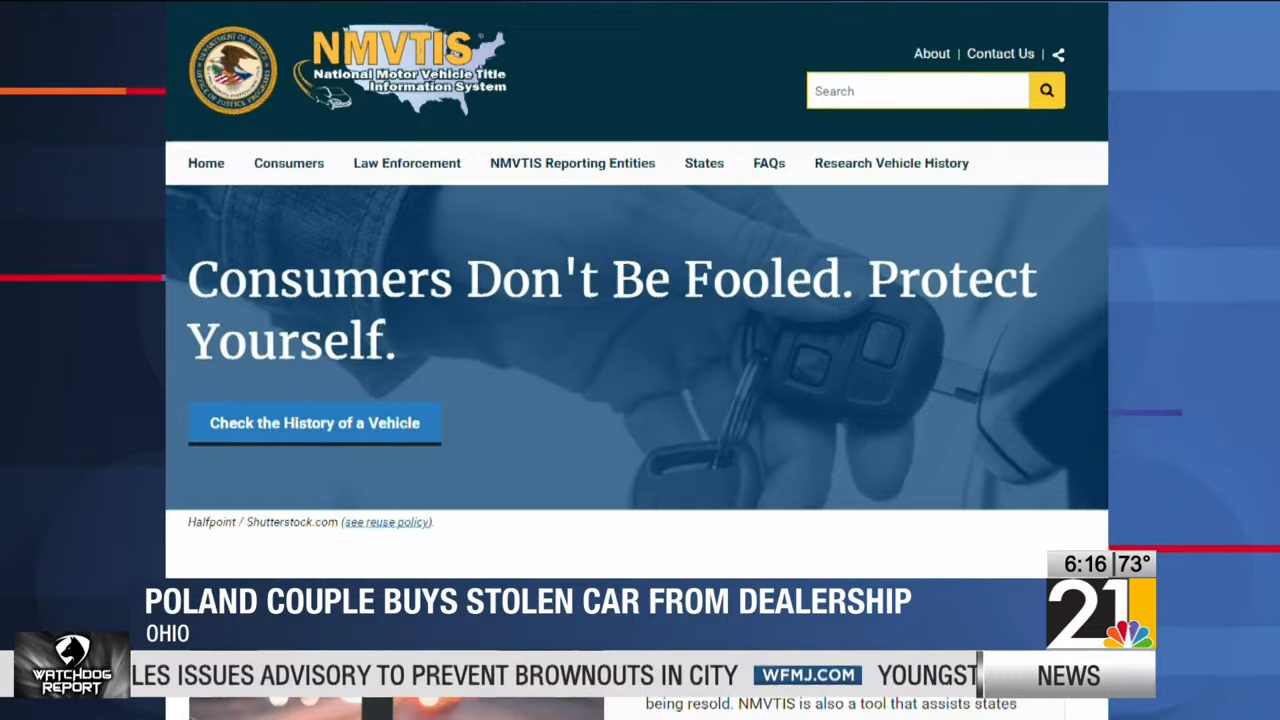 NMVTIS
National Motor Vehicle Title
Information System
About | Contact Us |
Search
Home Consumers Law Enforcement NMVTIS Reporting Entities States FAQs Research Vehicle History
Consumers Don't Be Fooled. Protect
Yourself.
Check the History of a Vehicle
Halfpoint / Shutterstock.com (see reuse policy).
6:16 73°
POLAND COUPLE BUYS STOLEN CAR FROM DEALERSHIP
OHIO
21
WATCHDOG
REPORT
LES ISSUES ADVISORY TO PREVENT BROWNOUTS IN CITY WFMJ.COM YOUNGST
NEWS
being resold. NMVTIS is also a tool that assists states